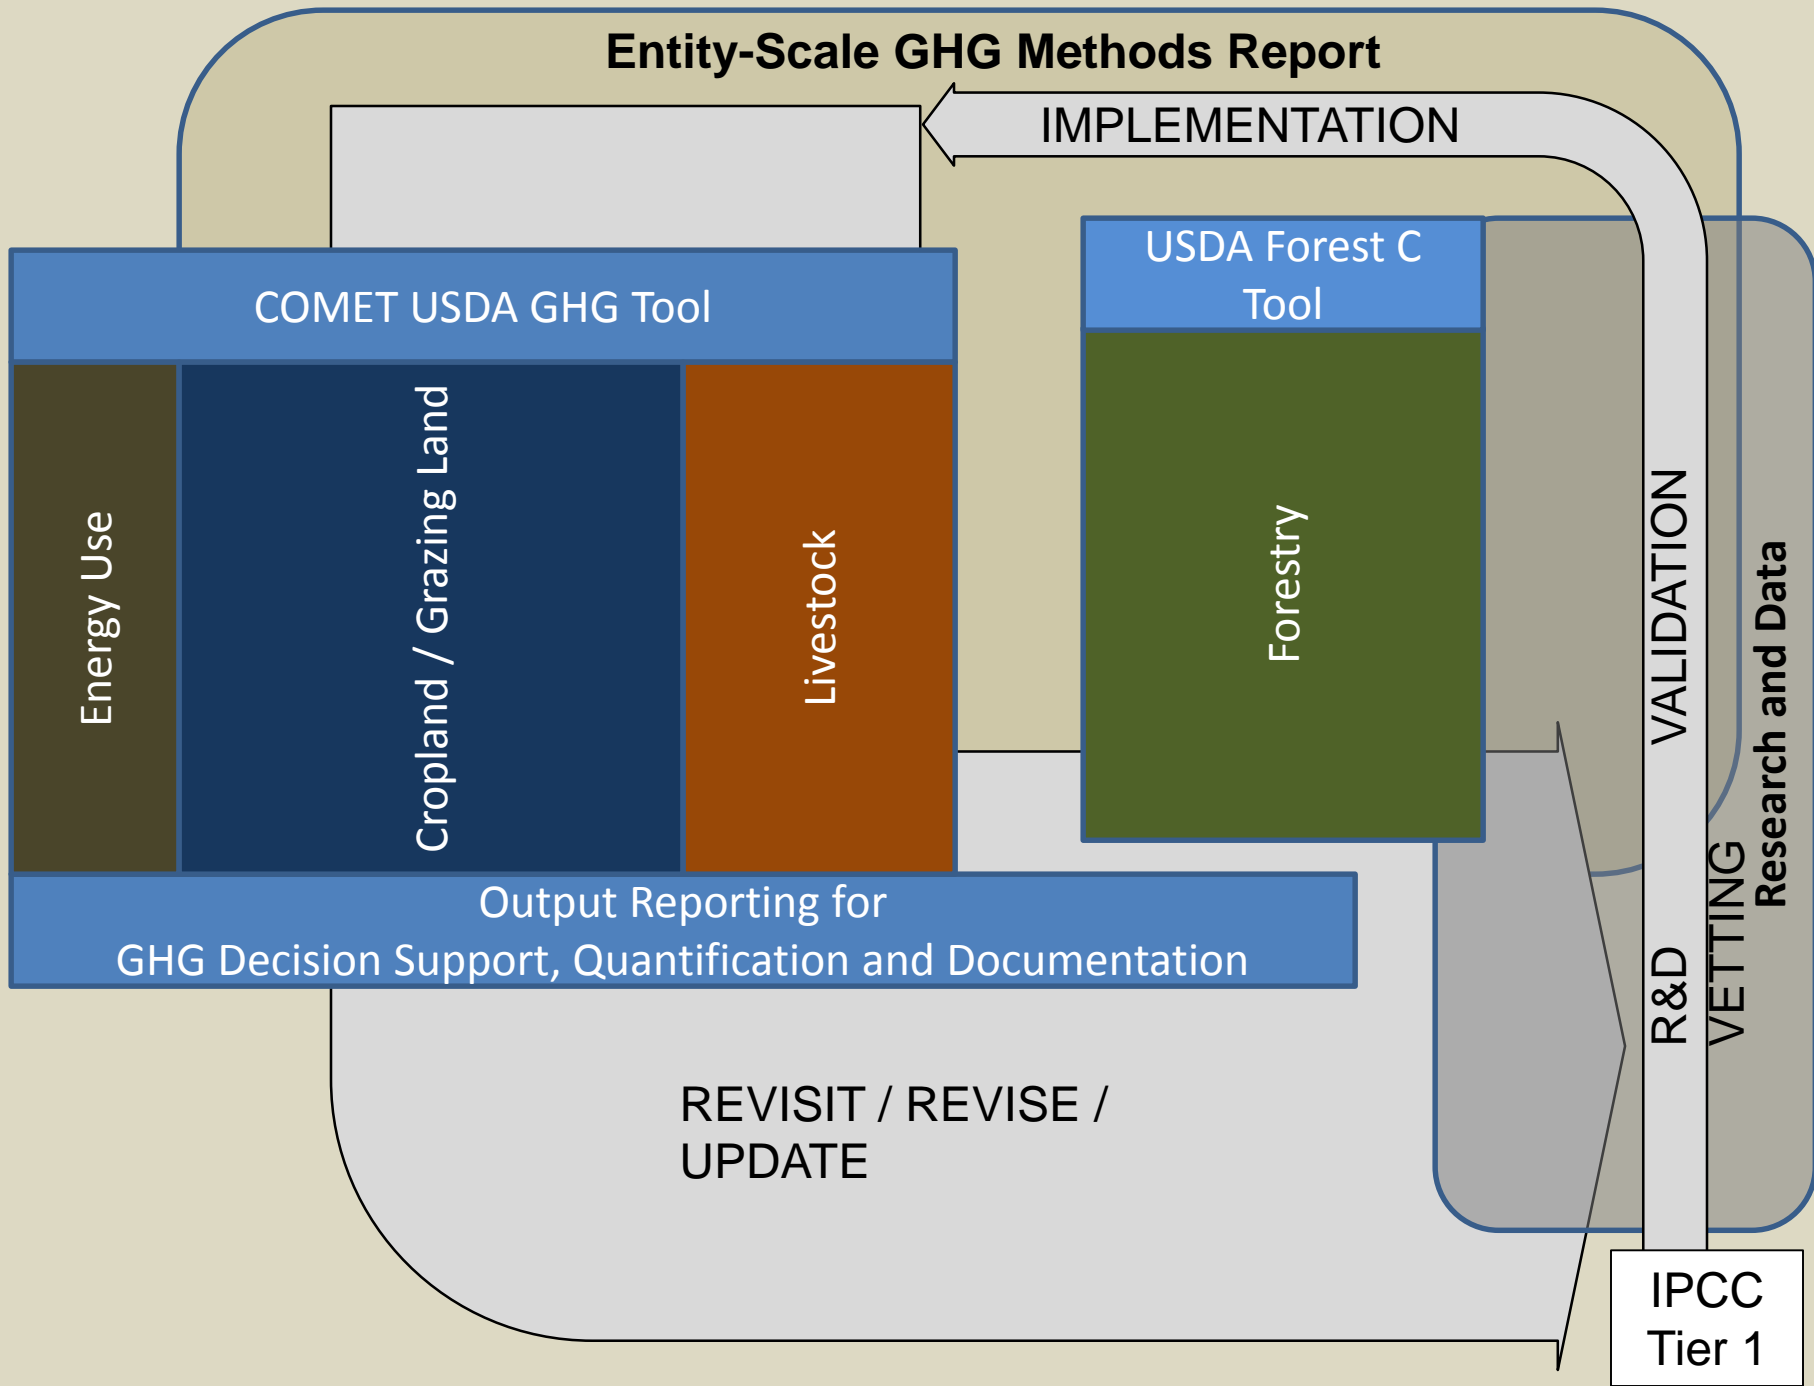 Entity-Scale GHG Methods Report
IMPLEMENTATION
COMET USDA GHG Tool
USDA Forest C
Tool
Energy Use
Cropland / Grazing Land
Livestock
Forestry
VALIDATION
Research and Data
R&D
VETTING
Output Reporting for
GHG Decision Support, Quantification and Documentation
REVISIT / REVISE /
UPDATE
IPCC
Tier 1